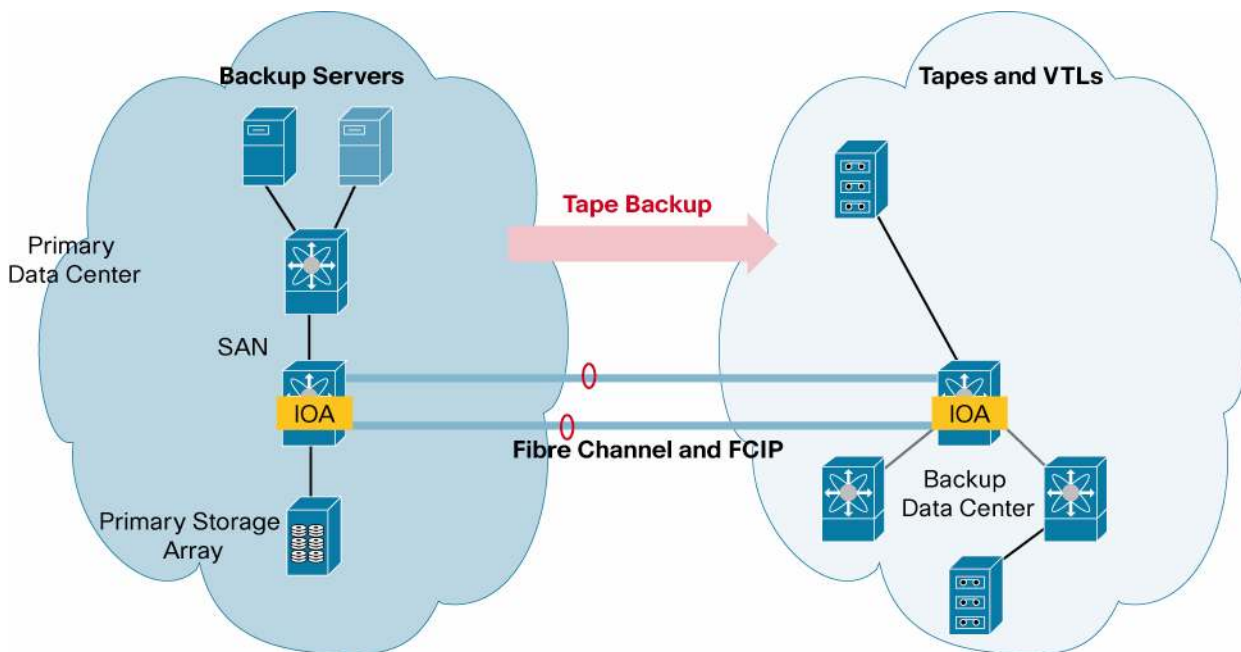 Backup Servers
Tapes and VTLs
Tape Backup
Primary
Data Center
SAN
IOA
IOA
Fibre Channel and FCIP
Backup
Data Center
Primary Storage
Array